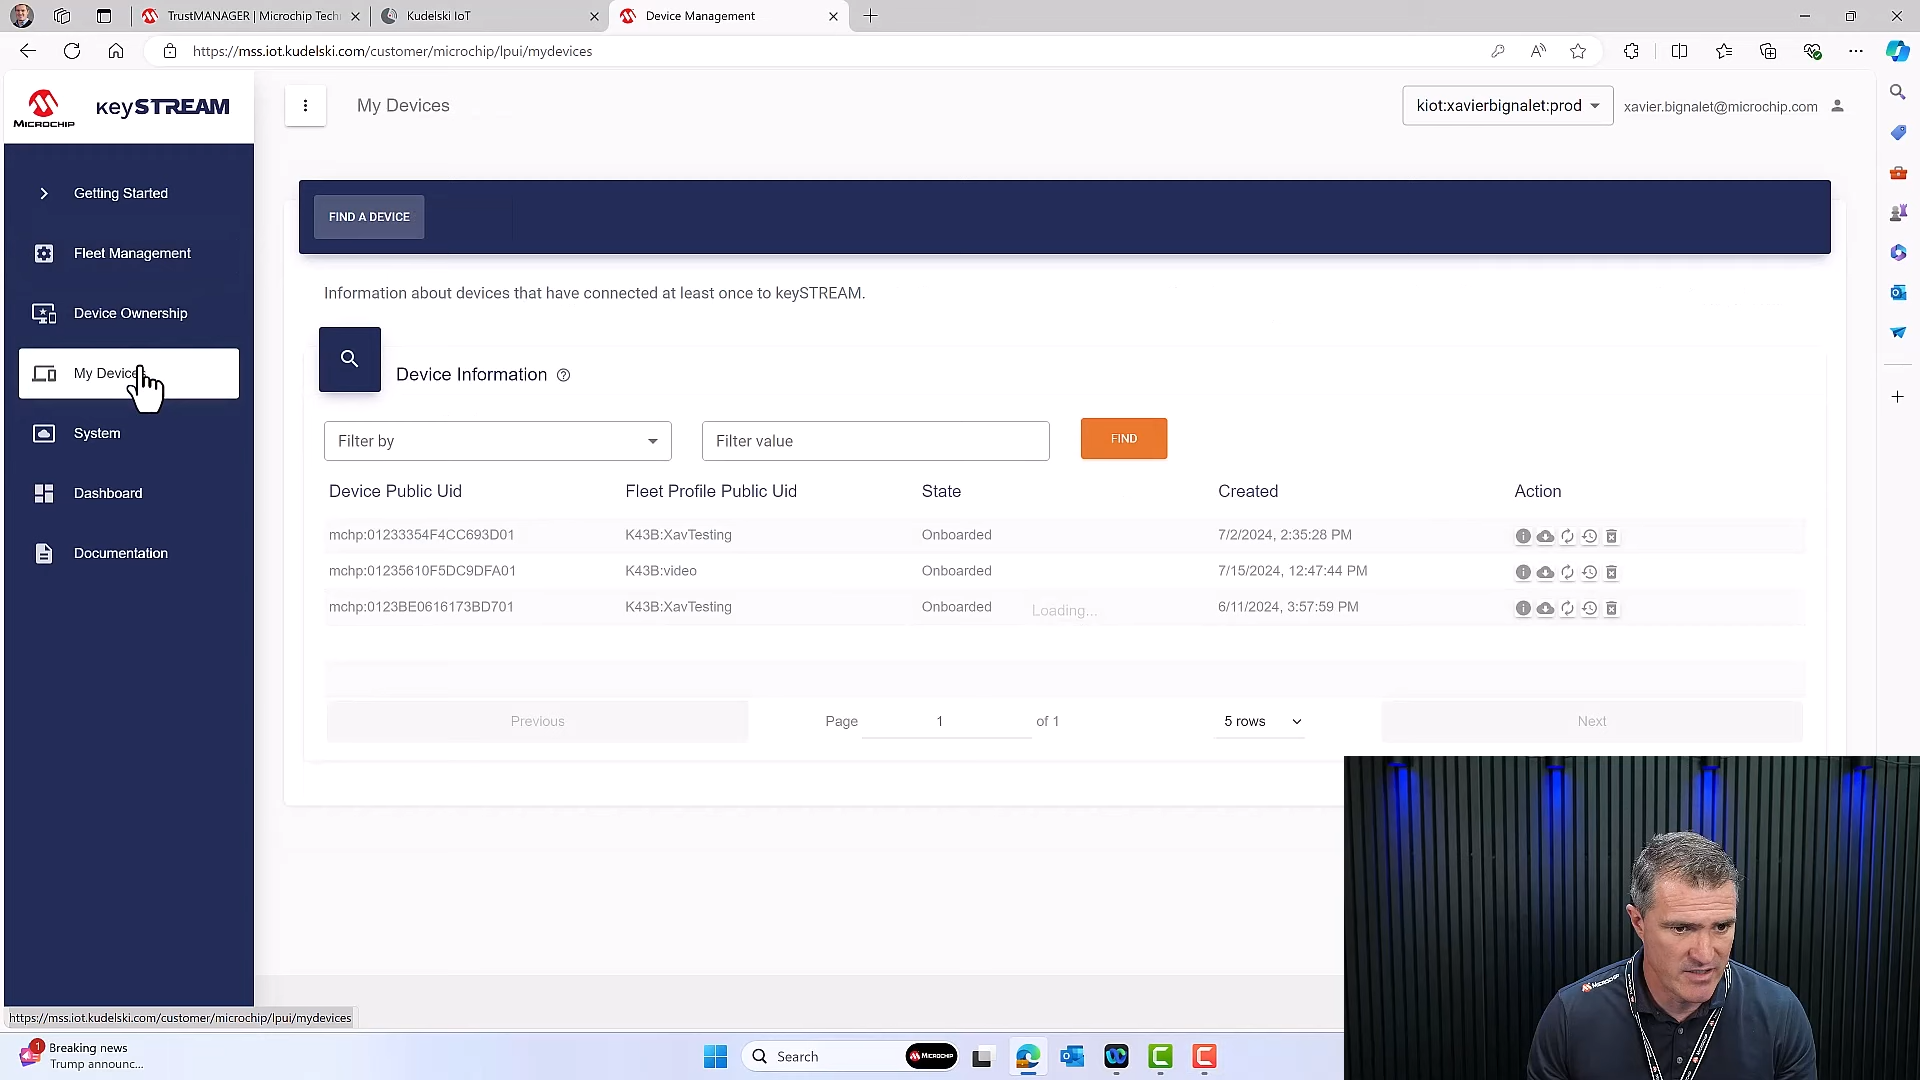 TrustMANAGER | Microchip Tech
Kudelski IoT
Device Management
https://mss.iot.kudelski.com/customer/microchip/lpui/mydevices
MICROCHIP
keySTREAM
My Devices
kiot:xavierbignalet:prod
xavier.bignalet@microchip.com
Getting Started
Fleet Management
Device Ownership
My Devices
System
Dashboard
Documentation
FIND A DEVICE
Information about devices that have connected at least once to keySTREAM.
Device Information
Filter by
Filter value
FIND
Device Public Uid Fleet Profile Public Uid State Created Action
mchp:01233354F4CC693D01 K43B:XavTesting Onboarded 7/2/2024, 2:35:28 PM
mchp:01235610F5DC9DFA01 K43B:video Onboarded 7/15/2024, 12:47:44 PM
mchp:0123BE0616173BD701 K43B:XavTesting Onboarded 6/11/2024, 3:57:59 PM
Loading...
Previous Page 1 of 1 5 rows Next
MICROCHIP
https://mss.iot.kudelski.com/customer/microchip/lpui/mydevices
1
Breaking news
Trump announc...
Search
MICROCHIP